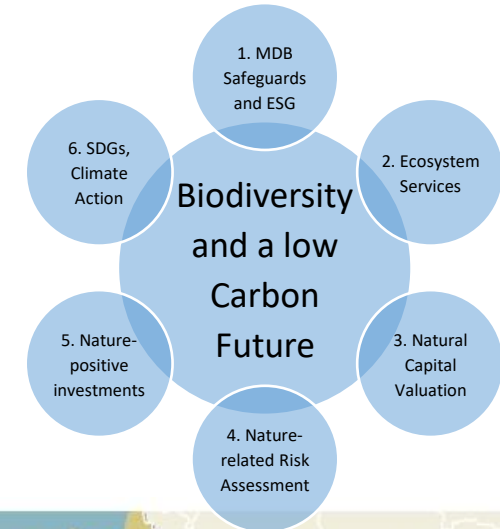 1. MDB
Safeguards
and ESG
2. Ecosystem
Services
3. Natural
Capital
Valuation
4. Nature-
related Risk
Assessment
5. Nature-
positive
investments
6. SDGs,
Climate
Action
Biodiversity
and a low
Carbon
Future